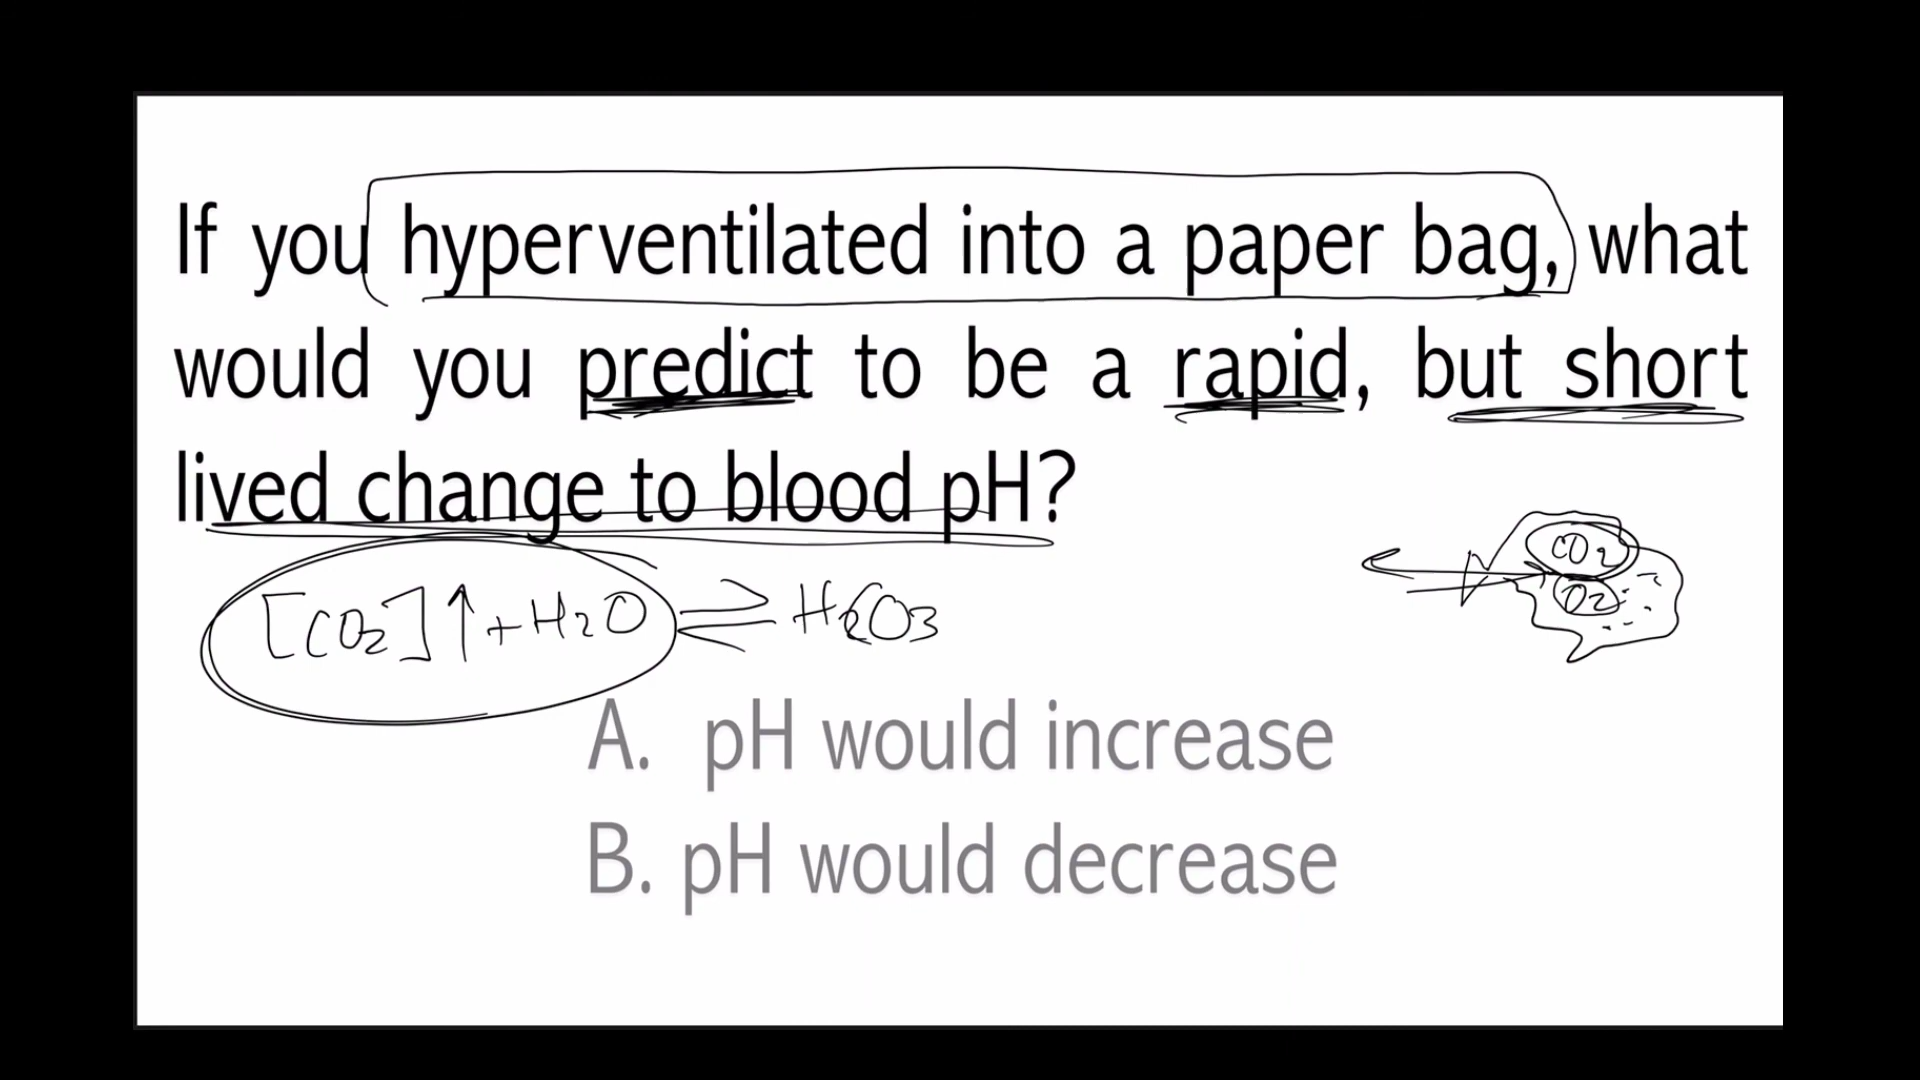 If you hyperventilated into a paper bag, what
would you predict to be a rapid, but short
lived change to blood pH?
CO2
O2
[CO2]↑+H2O ⇌ H2CO3
A. pH would increase
B. pH would decrease